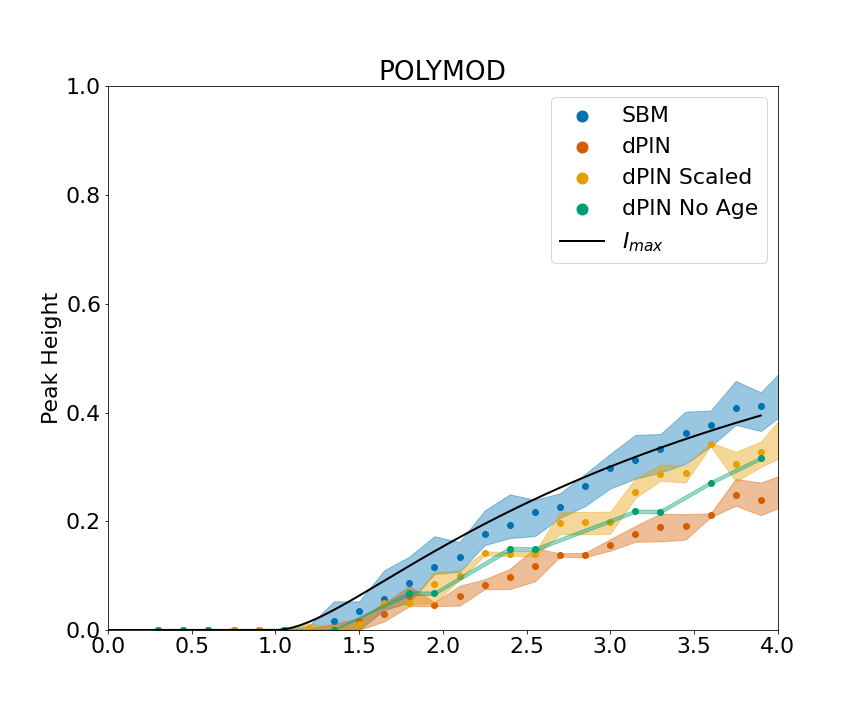 POLYMOD
1.0
0.8
0.6
0.4
0.2
0.0
Peak Height
SBM
dPIN
dPIN Scaled
dPIN No Age
I_{max}
0.0 0.5 1.0 1.5 2.0 2.5 3.0 3.5 4.0